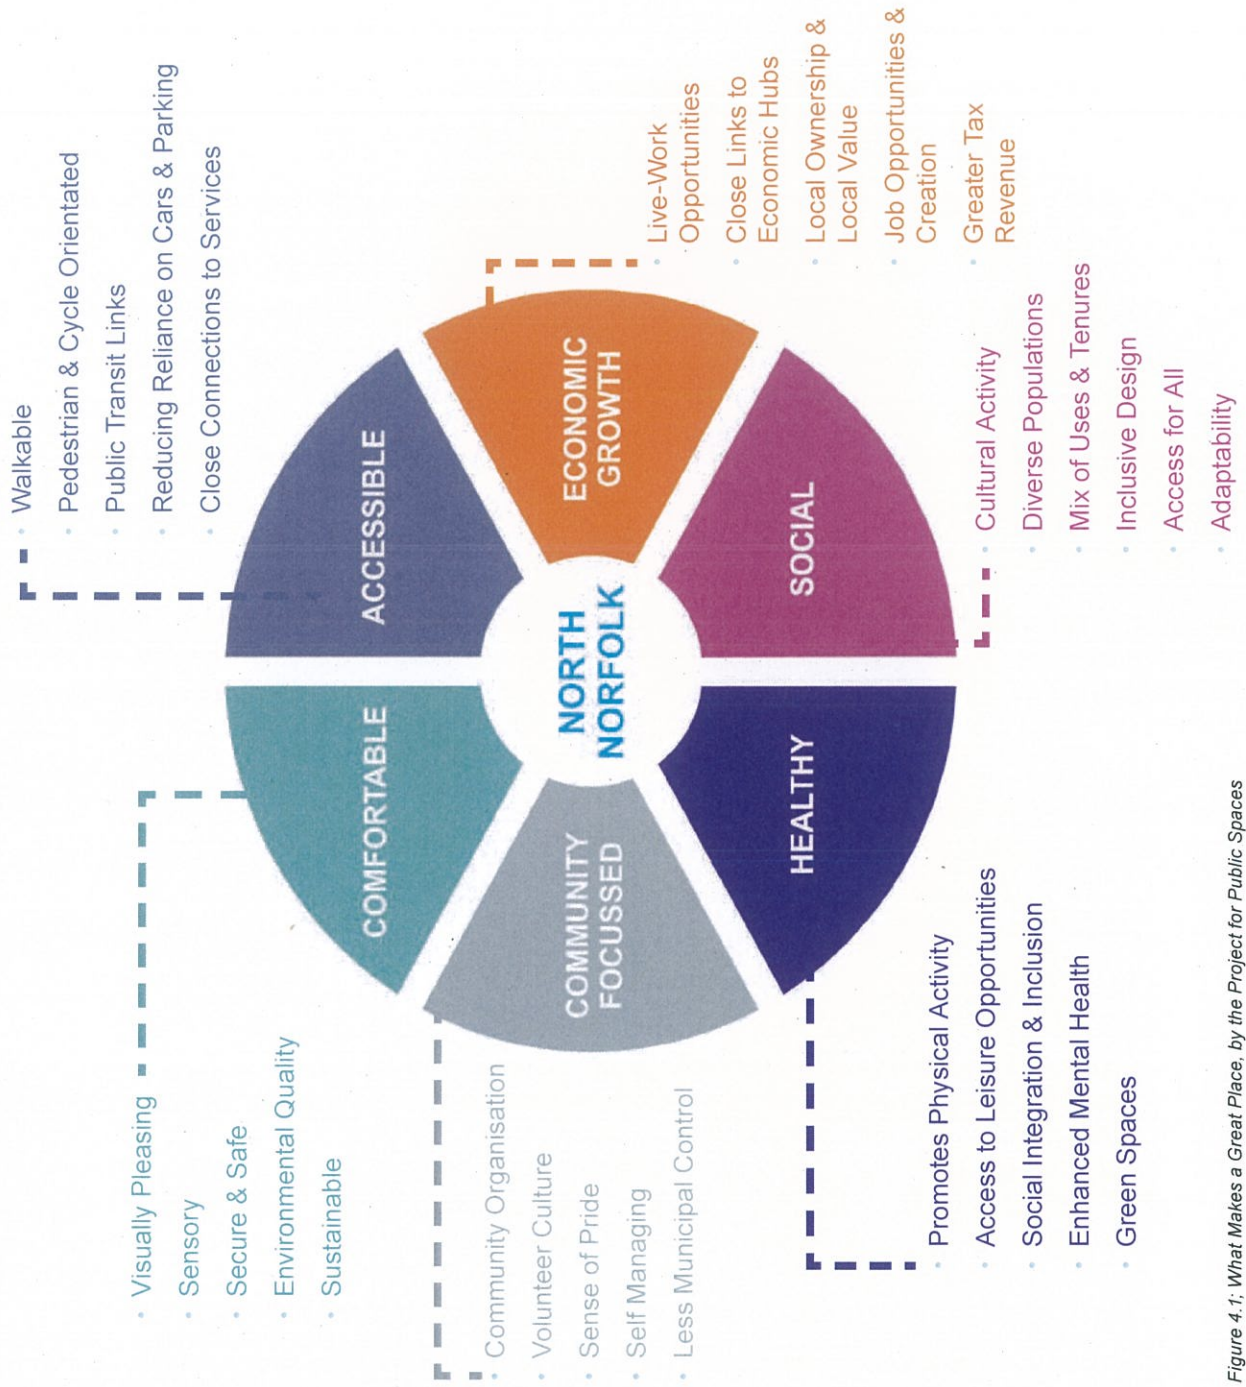 Visually Pleasing
Sensory
Secure & Safe
Environmental Quality
Sustainable
Walkable
Pedestrian & Cycle Orientated
Public Transit Links
Reducing Reliance on Cars & Parking
Close Connections to Services
COMFORTABLE
ACCESSIBLE
Community Organisation
Volunteer Culture
Sense of Pride
Self Managing
Less Municipal Control
COMMUNITY
FOCUSSED
NORTH
NORFOLK
ECONOMIC
GROWTH
Live-Work
Opportunities
Close Links to
Economic Hubs
Local Ownership &
Local Value
Job Opportunities &
Creation
Greater Tax
Revenue
HEALTHY
SOCIAL
Promotes Physical Activity
Access to Leisure Opportunities
Social Integration & Inclusion
Enhanced Mental Health
Green Spaces
Cultural Activity
Diverse Populations
Mix of Uses & Tenures
Inclusive Design
Access for All
Adaptability
Figure 4.1; What Makes a Great Place, by the Project for Public Spaces